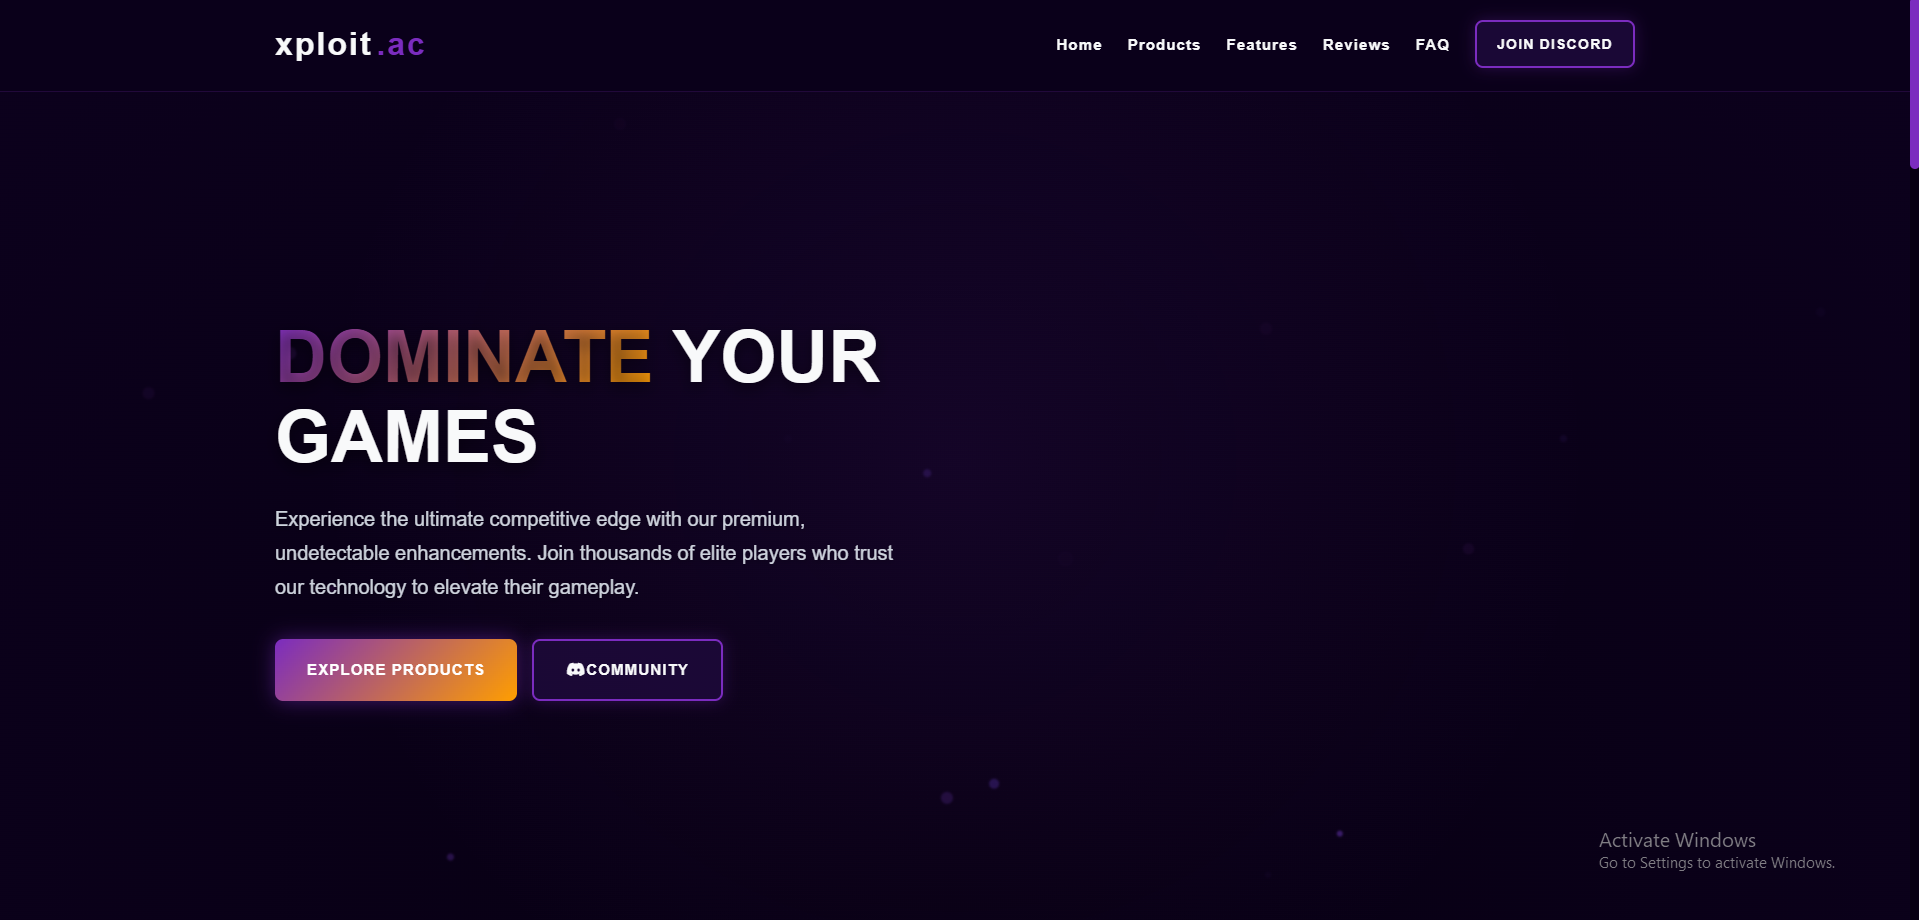 xploit.ac
Home Products Features Reviews FAQ JOIN DISCORD
DOMINATE YOUR
GAMES
Experience the ultimate competitive edge with our premium,
undetectable enhancements. Join thousands of elite players who trust
our technology to elevate their gameplay.
EXPLORE PRODUCTS COMMUNITY
Activate Windows
Go to Settings to activate Windows.